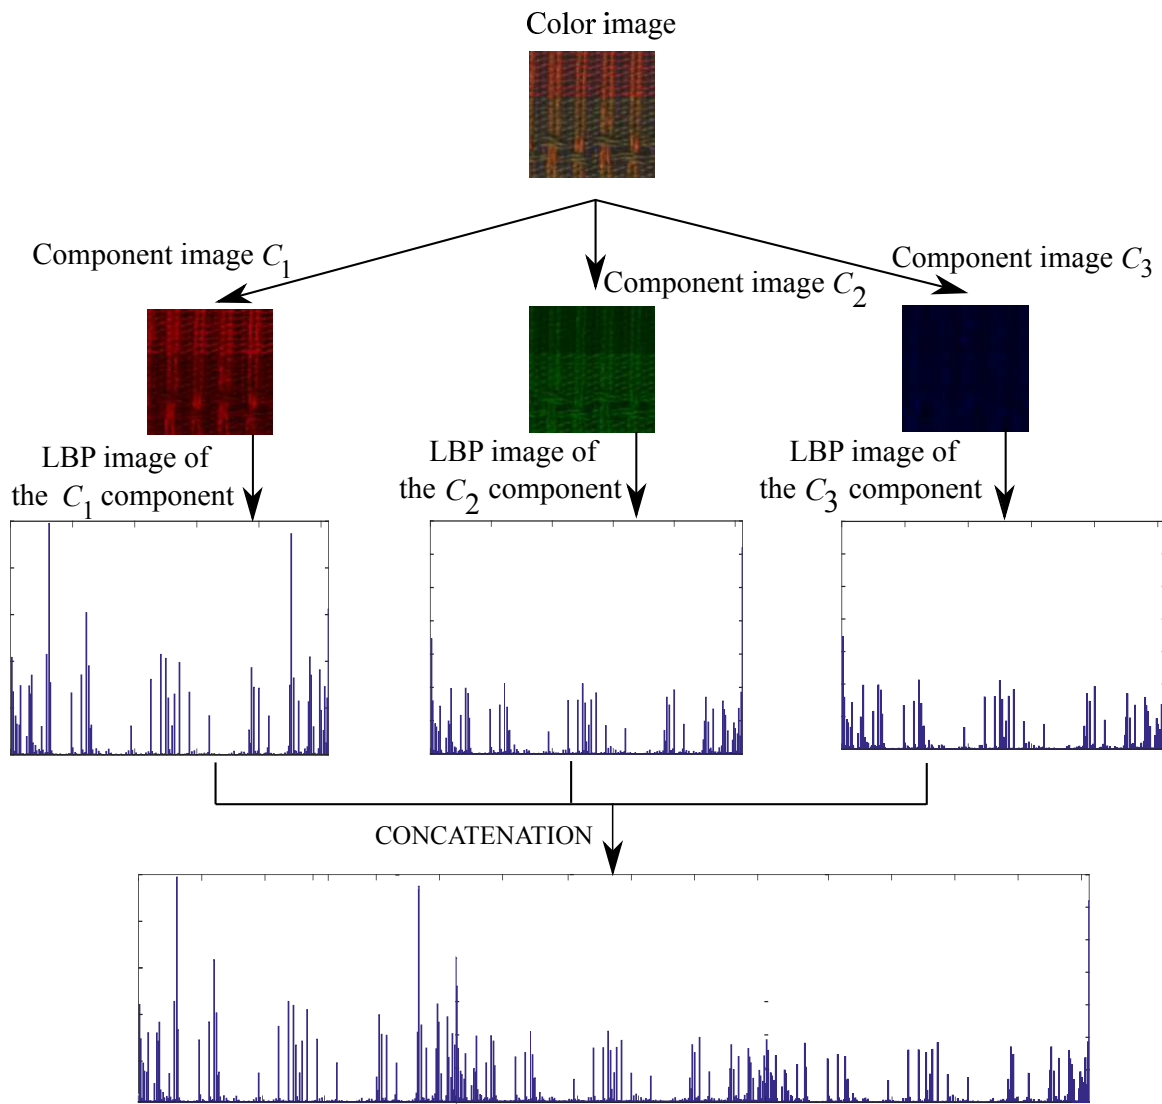 Color image
Component image C1
Component image C2
Component image C3
LBP image of
the C1 component
LBP image of
the C2 component
LBP image of
the C3 component
CONCATENATION